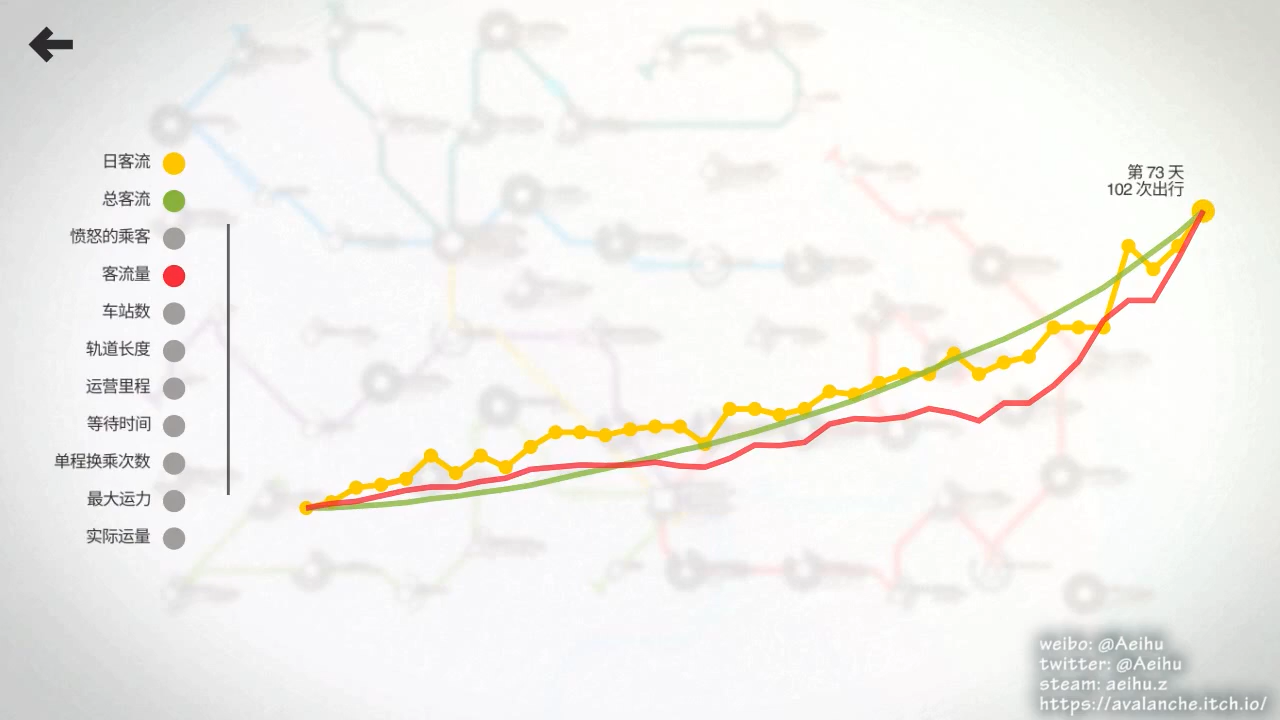 日客流
总客流
愤怒的乘客
客流量
车站数
轨道长度
运营里程
等待时间
单程换乘次数
最大运力
实际运量
第 73 天
102 次出行
weibo: @Aeihu
twitter: @Aeihu
steam: aeihu.z
https://avalanche.itch.io/